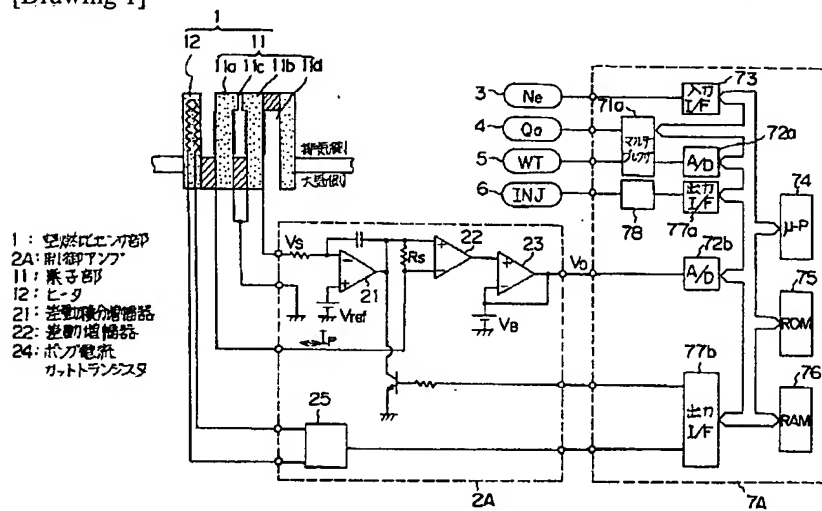 [Drawing 1]
1
12
11
11a 11c 11b 11d
3
Ne
4
Qa
5
WT
6
INJ
71a
マルチプレクサ
入力
I/F
73
72a
A/D
出力
I/F
77a
78
74
μ-P
72b
A/D
75
ROM
76
RAM
77b
出力
I/F
7A
排気側
大気側
1 : 空燃比センサ部
2A : 制御アンプ
11 : 素子部
12 : ヒータ
21 : 差動積分増幅器
22 : 差動増幅器
24 : ポンプ電流
カットトランジスタ
Vs
21
Vref
Rs
22
23
VB
VO
IP
25
2A